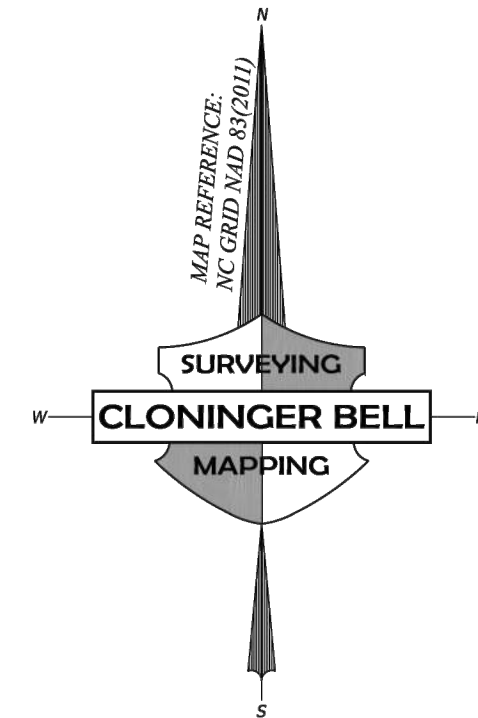 N
MAP REFERENCE:
NC GRID NAD 83(2011)
SURVEYING
W
CLONINGER BELL
MAPPING
S